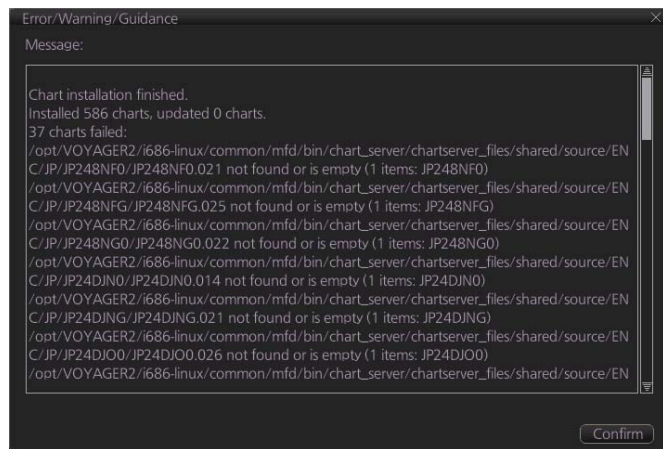 Error/Warning/Guidance
Message:
Chart installation finished.
Installed 586 charts, updated 0 charts.
37 charts failed:
/opt/VOYAGER2/i686-linux/common/mfd/bin/chart_server/chartserver_files/shared/source/EN
C/JP/JP248NF0/JP248NF0.021 not found or is empty (1 items: JP248NF0)
/opt/VOYAGER2/i686-linux/common/mfd/bin/chart_server/chartserver_files/shared/source/EN
C/JP/JP248NFG/JP248NFG.025 not found or is empty (1 items: JP248NFG)
/opt/VOYAGER2/i686-linux/common/mfd/bin/chart_server/chartserver_files/shared/source/EN
C/JP/JP248NG0/JP248NG0.022 not found or is empty (1 items: JP248NG0)
/opt/VOYAGER2/i686-linux/common/mfd/bin/chart_server/chartserver_files/shared/source/EN
C/JP/JP24DJN0/JP24DJN0.014 not found or is empty (1 items: JP24DJN0)
/opt/VOYAGER2/i686-linux/common/mfd/bin/chart_server/chartserver_files/shared/source/EN
C/JP/JP24DJNG/JP24DJNG.021 not found or is empty (1 items: JP24DJNG)
/opt/VOYAGER2/i686-linux/common/mfd/bin/chart_server/chartserver_files/shared/source/EN
C/JP/JP24DJO0/JP24DJO0.026 not found or is empty (1 items: JP24DJO0)
/opt/VOYAGER2/i686-linux/common/mfd/bin/chart_server/chartserver_files/shared/source/EN
Confirm